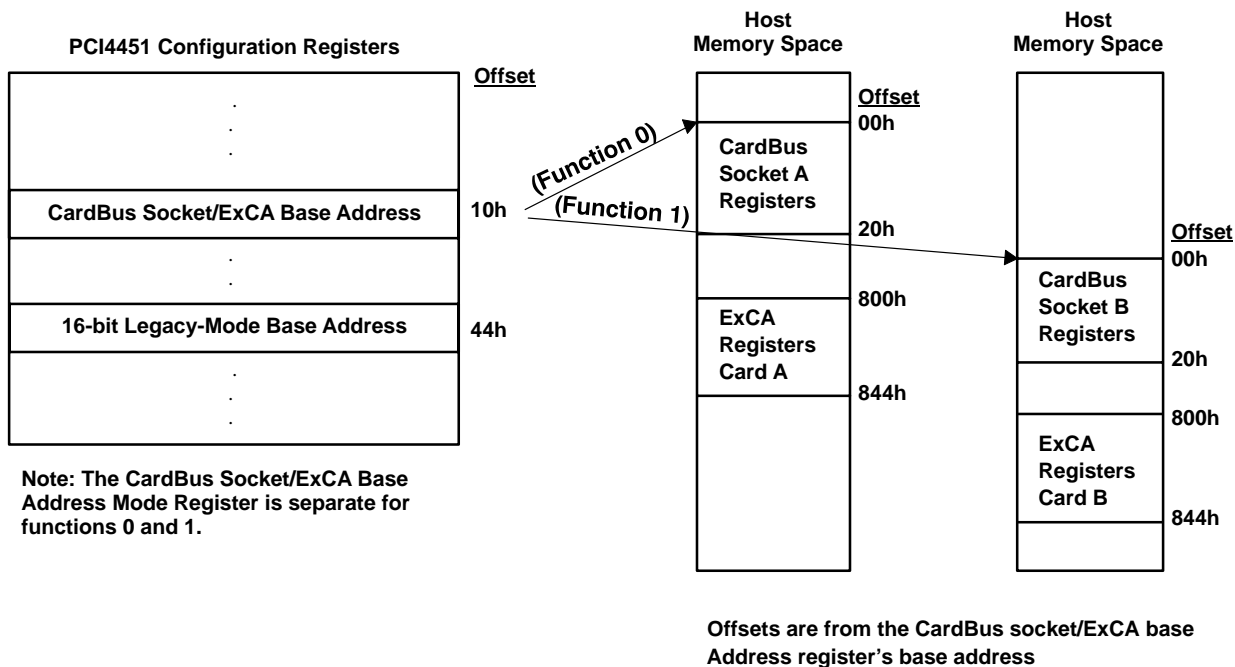 PCI4451 Configuration Registers
Offset
.
.
.
CardBus Socket/ExCA Base Address
10h
.
.
16-bit Legacy-Mode Base Address
44h
.
.
.
Note: The CardBus Socket/ExCA Base
Address Mode Register is separate for
functions 0 and 1.
(Function 0)
(Function 1)
Host
Memory Space
Offset
00h
CardBus
Socket A
Registers
20h
800h
ExCA
Registers
Card A
844h
Host
Memory Space
Offset
00h
CardBus
Socket B
Registers
20h
800h
ExCA
Registers
Card B
844h
Offsets are from the CardBus socket/ExCA base
Address register's base address